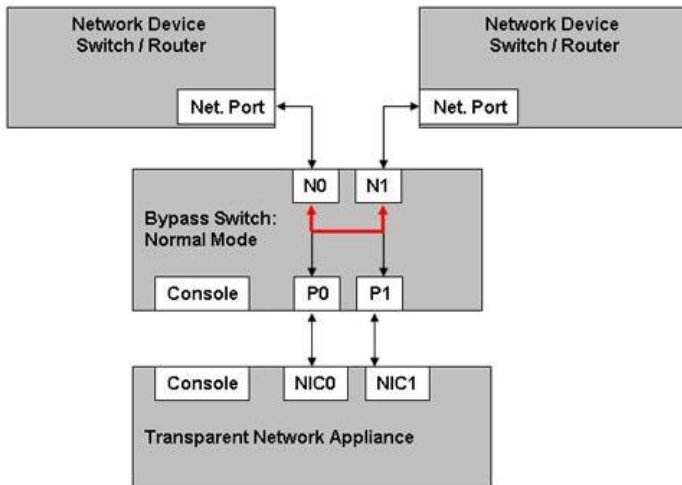 Network Device
Switch / Router
Network Device
Switch / Router
Net. Port
Net. Port
N0
N1
Bypass Switch:
Normal Mode
Console
P0
P1
Console
NIC0
NIC1
Transparent Network Appliance